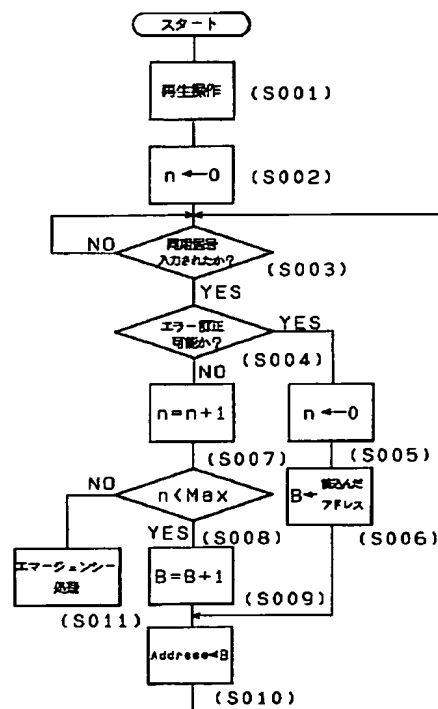 スタート
再生操作
(S001)
n←0
(S002)
同期信号
入力されたか?
NO
(S003)
YES
エラー訂正
可能か?
YES
(S004)
NO
n=n+1
n←0
(S007)
(S005)
NO
n<Max
B← 読込んだ
アドレス
YES
(S008)
(S006)
エマージェンシー
処理
B=B+1
(S011)
(S009)
Address←B
(S010)